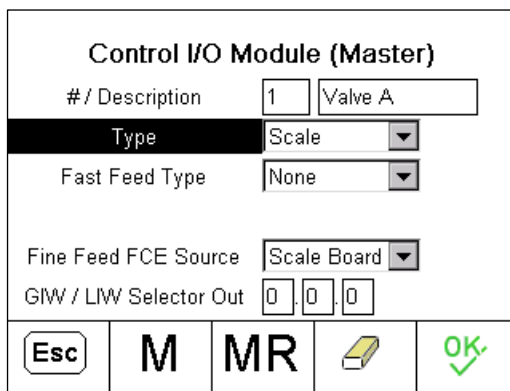 Control I/O Module (Master)
# / Description 1 Valve A
Type Scale
Fast Feed Type None
Fine Feed FCE Source Scale Board
GIW / LIW Selector Out 0.0.0
Esc M MR OK